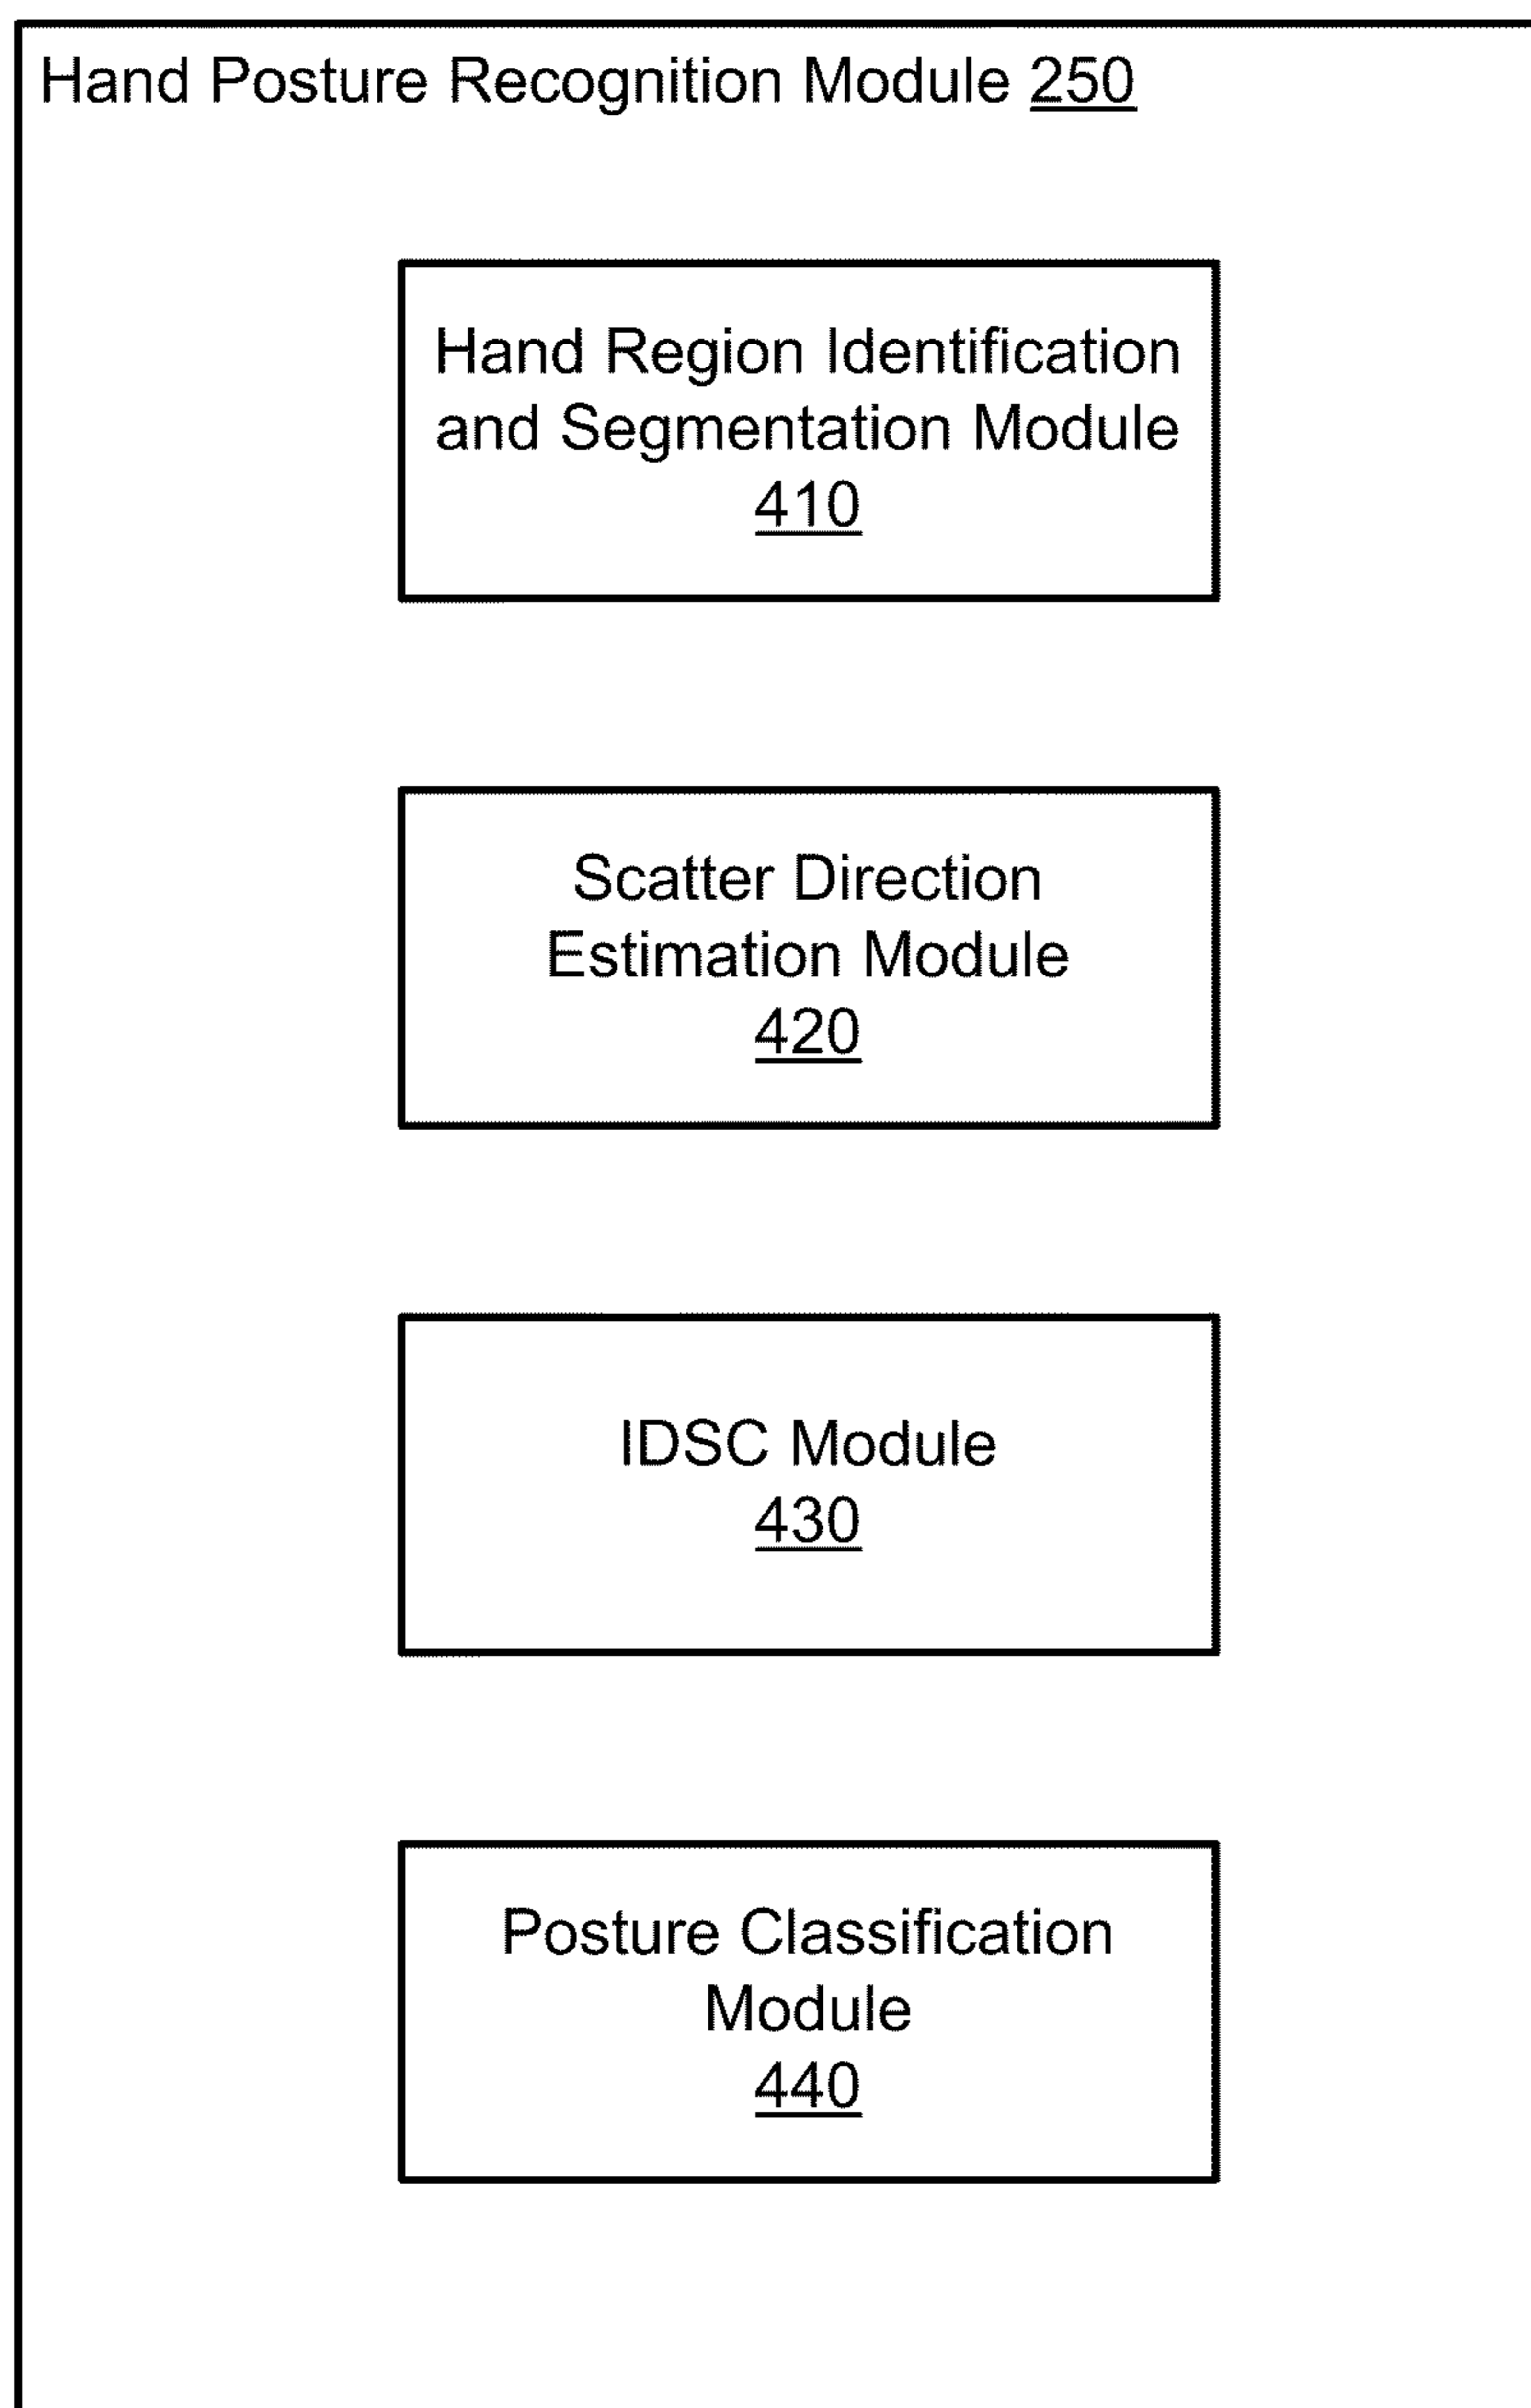 Hand Posture Recognition Module 250
Hand Region Identification
and Segmentation Module
410
Scatter Direction
Estimation Module
420
IDSC Module
430
Posture Classification
Module
440